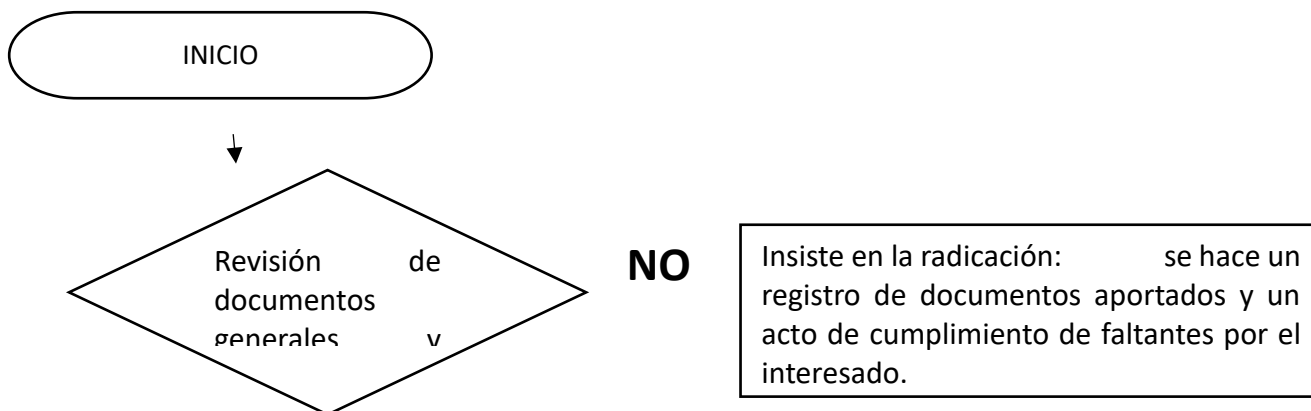 INICIO
Revisión de
documentos
generales y
NO
Insiste en la radicación: se hace un
registro de documentos aportados y un
acto de cumplimiento de faltantes por el
interesado.